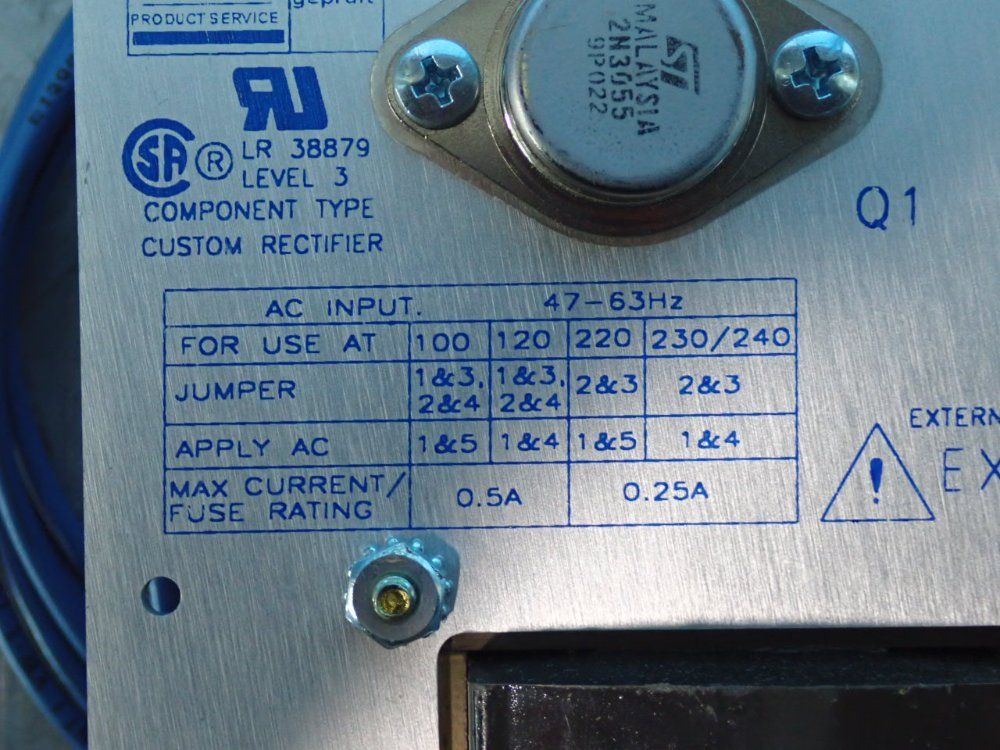 geprüft
PRODUCT SERVICE
ST
MALAYSIA
2N3055
9P022
RU
SA ® LR 38879
LEVEL 3
COMPONENT TYPE
CUSTOM RECTIFIER
Q1
AC INPUT. 47-63Hz
FOR USE AT 100 120 220 230/240
JUMPER 1&3, 2&4 1&3, 2&4 2&3 2&3
APPLY AC 1&5 1&4 1&5 1&4
MAX CURRENT/
FUSE RATING 0.5A 0.25A
EXTERN
!
EX